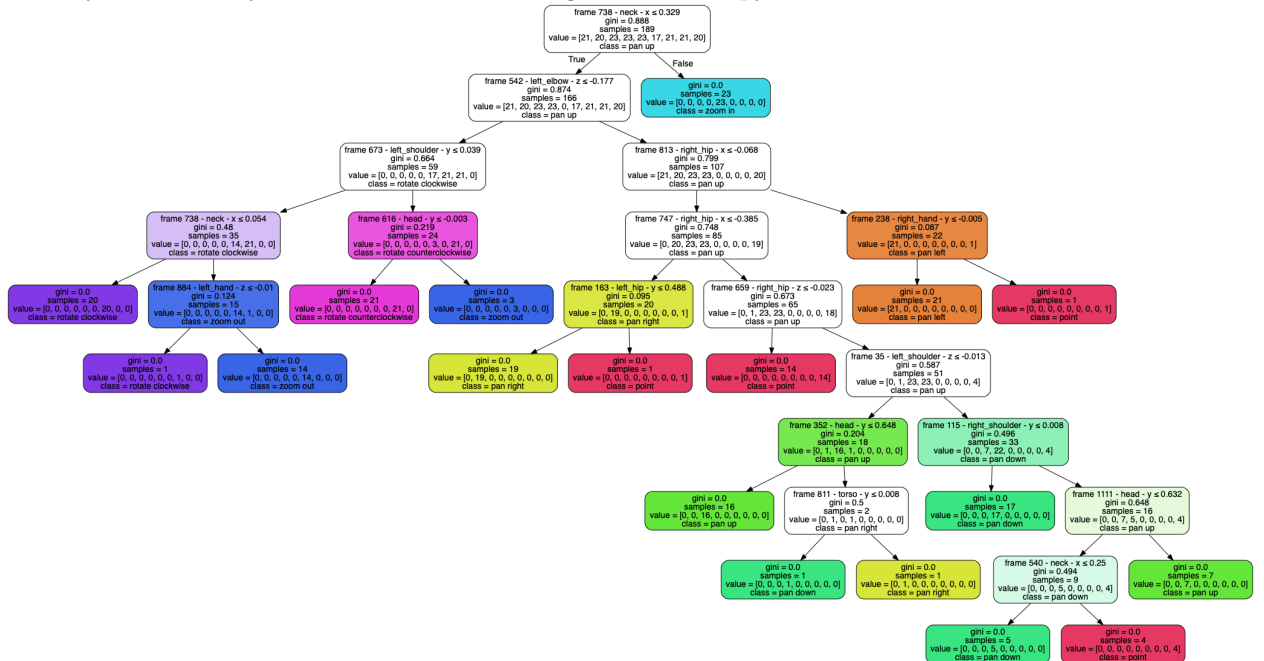 frame 738 - neck - x ≤ 0.329
gini = 0.888
samples = 189
value = [21, 20, 23, 23, 23, 17, 21, 21, 20]
class = pan up
True
False
frame 542 - left_elbow - z ≤ -0.177
gini = 0.874
samples = 166
value = [21, 20, 23, 23, 0, 17, 21, 21, 20]
class = pan up
gini = 0.0
samples = 23
value = [0, 0, 0, 0, 23, 0, 0, 0, 0]
class = zoom in
frame 673 - left_shoulder - y ≤ 0.039
gini = 0.664
samples = 59
value = [0, 0, 0, 0, 0, 17, 21, 21, 0]
class = rotate clockwise
frame 813 - right_hip - x ≤ -0.068
gini = 0.799
samples = 107
value = [21, 20, 23, 23, 0, 0, 0, 0, 20]
class = pan up
frame 738 - neck - x ≤ 0.054
gini = 0.48
samples = 35
value = [0, 0, 0, 0, 0, 14, 21, 0, 0]
class = rotate clockwise
frame 616 - head - y ≤ -0.003
gini = 0.219
samples = 24
value = [0, 0, 0, 0, 0, 3, 0, 21, 0]
class = rotate counterclockwise
frame 747 - right_hip - x ≤ -0.385
gini = 0.748
samples = 85
value = [0, 20, 23, 23, 0, 0, 0, 0, 19]
class = pan up
frame 238 - right_hand - y ≤ -0.005
gini = 0.087
samples = 22
value = [21, 0, 0, 0, 0, 0, 0, 0, 1]
class = pan left
gini = 0.0
samples = 20
value = [0, 0, 0, 0, 0, 0, 20, 0, 0]
class = rotate clockwise
frame 884 - left_hand - z ≤ -0.01
gini = 0.124
samples = 15
value = [0, 0, 0, 0, 0, 14, 1, 0, 0]
class = zoom out
gini = 0.0
samples = 21
value = [0, 0, 0, 0, 0, 0, 0, 21, 0]
class = rotate counterclockwise
gini = 0.0
samples = 3
value = [0, 0, 0, 0, 0, 3, 0, 0, 0]
class = zoom out
frame 163 - left_hip - y ≤ 0.488
gini = 0.095
samples = 20
value = [0, 19, 0, 0, 0, 0, 0, 0, 1]
class = pan right
frame 659 - right_hip - z ≤ -0.023
gini = 0.673
samples = 65
value = [0, 1, 23, 23, 0, 0, 0, 0, 18]
class = pan up
gini = 0.0
samples = 21
value = [21, 0, 0, 0, 0, 0, 0, 0, 0]
class = pan left
gini = 0.0
samples = 1
value = [0, 0, 0, 0, 0, 0, 0, 0, 1]
class = point
gini = 0.0
samples = 1
value = [0, 0, 0, 0, 0, 0, 1, 0, 0]
class = rotate clockwise
gini = 0.0
samples = 14
value = [0, 0, 0, 0, 0, 14, 0, 0, 0]
class = zoom out
gini = 0.0
samples = 19
value = [0, 19, 0, 0, 0, 0, 0, 0, 0]
class = pan right
gini = 0.0
samples = 1
value = [0, 0, 0, 0, 0, 0, 0, 0, 1]
class = point
gini = 0.0
samples = 14
value = [0, 0, 0, 0, 0, 0, 0, 0, 14]
class = point
frame 35 - left_shoulder - z ≤ -0.013
gini = 0.587
samples = 51
value = [0, 1, 23, 23, 0, 0, 0, 0, 4]
class = pan up
frame 352 - head - y ≤ 0.648
gini = 0.204
samples = 18
value = [0, 1, 16, 1, 0, 0, 0, 0, 0]
class = pan up
frame 115 - right_shoulder - y ≤ 0.008
gini = 0.496
samples = 33
value = [0, 0, 7, 22, 0, 0, 0, 0, 4]
class = pan down
gini = 0.0
samples = 16
value = [0, 0, 16, 0, 0, 0, 0, 0, 0]
class = pan up
frame 811 - torso - y ≤ 0.008
gini = 0.5
samples = 2
value = [0, 1, 0, 1, 0, 0, 0, 0, 0]
class = pan right
gini = 0.0
samples = 17
value = [0, 0, 0, 17, 0, 0, 0, 0, 0]
class = pan down
frame 1111 - head - y ≤ 0.632
gini = 0.648
samples = 16
value = [0, 0, 7, 5, 0, 0, 0, 0, 4]
class = pan up
gini = 0.0
samples = 1
value = [0, 0, 0, 1, 0, 0, 0, 0, 0]
class = pan down
gini = 0.0
samples = 1
value = [0, 1, 0, 0, 0, 0, 0, 0, 0]
class = pan right
frame 540 - neck - x ≤ 0.25
gini = 0.494
samples = 9
value = [0, 0, 0, 5, 0, 0, 0, 0, 4]
class = pan down
gini = 0.0
samples = 7
value = [0, 0, 7, 0, 0, 0, 0, 0, 0]
class = pan up
gini = 0.0
samples = 5
value = [0, 0, 0, 5, 0, 0, 0, 0, 0]
class = pan down
gini = 0.0
samples = 4
value = [0, 0, 0, 0, 0, 0, 0, 0, 4]
class = point